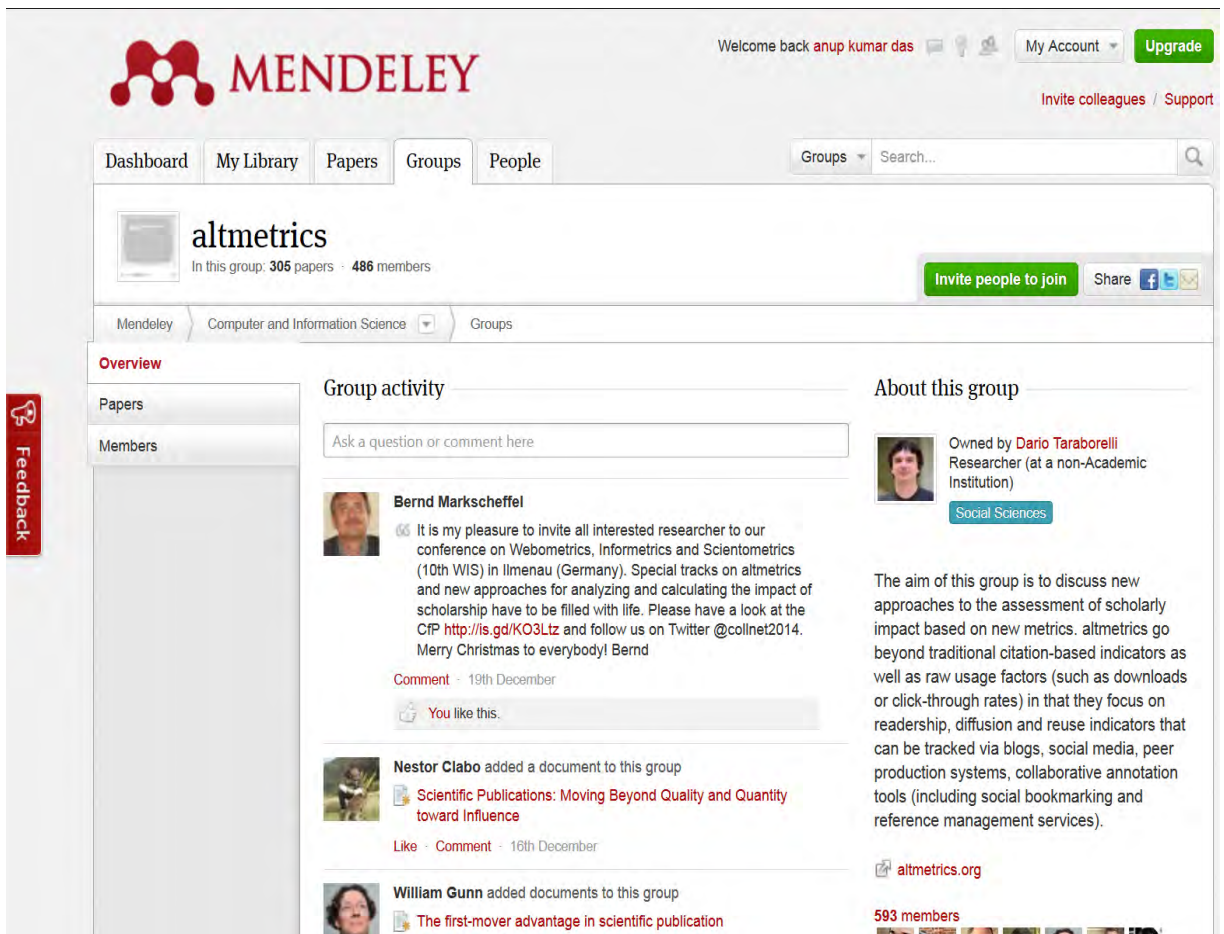 MENDELEY
Welcome back anup kumar das
My Account
Upgrade
Invite colleagues / Support
Dashboard
My Library
Papers
Groups
People
Groups
Search...
altmetrics
In this group: 305 papers · 486 members
Invite people to join
Share
Mendeley
Computer and Information Science
Groups
Overview
Papers
Members
Feedback
Group activity
Ask a question or comment here
Bernd Markscheffel
It is my pleasure to invite all interested researcher to our
conference on Webometrics, Informetrics and Scientometrics
(10th WIS) in Ilmenau (Germany). Special tracks on altmetrics
and new approaches for analyzing and calculating the impact of
scholarship have to be filled with life. Please have a look at the
CfP http://is.gd/KO3Ltz and follow us on Twitter @collnet2014.
Merry Christmas to everybody! Bernd
Comment · 19th December
You like this.
Nestor Clabo added a document to this group
Scientific Publications: Moving Beyond Quality and Quantity
toward Influence
Like · Comment · 16th December
William Gunn added documents to this group
The first-mover advantage in scientific publication
About this group
Owned by Dario Taraborelli
Researcher (at a non-Academic
Institution)
Social Sciences
The aim of this group is to discuss new
approaches to the assessment of scholarly
impact based on new metrics. altmetrics go
beyond traditional citation-based indicators as
well as raw usage factors (such as downloads
or click-through rates) in that they focus on
readership, diffusion and reuse indicators that
can be tracked via blogs, social media, peer
production systems, collaborative annotation
tools (including social bookmarking and
reference management services).
altmetrics.org
593 members